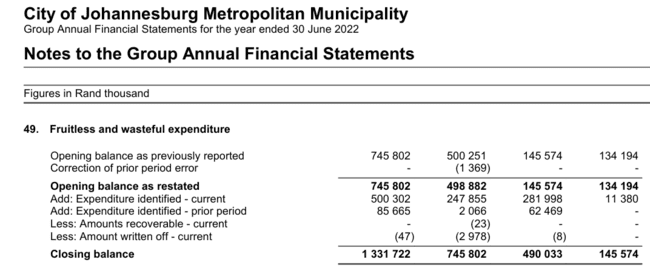 City of Johannesburg Metropolitan Municipality
Group Annual Financial Statements for the year ended 30 June 2022
Notes to the Group Annual Financial Statements
Figures in Rand thousand
49. Fruitless and wasteful expenditure
Opening balance as previously reported 745 802 500 251 145 574 134 194
Correction of prior period error - (1 369) - -
Opening balance as restated 745 802 498 882 145 574 134 194
Add: Expenditure identified - current 500 302 247 855 281 998 11 380
Add: Expenditure identified - prior period 85 665 2 066 62 469 -
Less: Amounts recoverable - current - (23) - -
Less: Amount written off - current (47) (2 978) (8) -
Closing balance 1 331 722 745 802 490 033 145 574